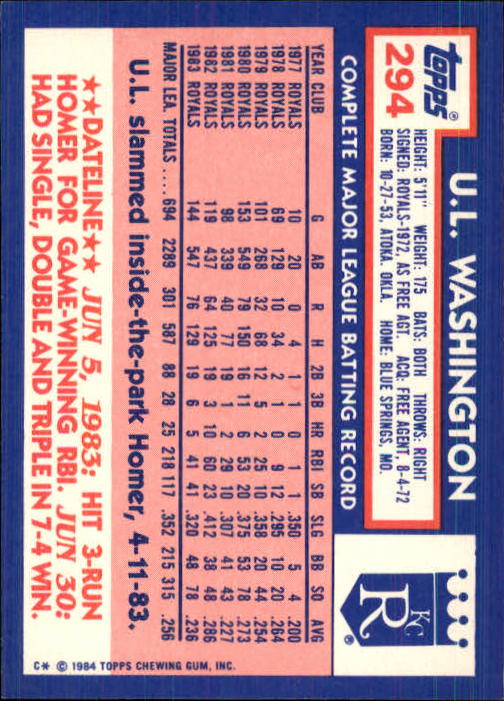 topps®
294
U.L. WASHINGTON
HEIGHT: 5'11" WEIGHT: 175 BATS: BOTH THROWS: RIGHT
SIGNED: ROYALS-1972, AS FREE AGT. ACQ: FREE AGENT, 8-4-72
BORN: 10-27-53, ATOKA, OKLA. HOME: BLUE SPRINGS, MO.
KC
R®
COMPLETE MAJOR LEAGUE BATTING RECORD
YEAR CLUB G AB R H 2B 3B HR RBI SB SLG BB SO AVG
1977 ROYALS 10 20 0 4 1 1 0 1 1 .350 5 4 .200
1978 ROYALS 69 129 10 34 2 1 0 9 12 .295 10 20 .264
1979 ROYALS 101 268 32 68 12 5 2 25 10 .358 20 44 .254
1980 ROYALS 153 549 79 150 16 11 6 53 20 .375 53 78 .273
1981 ROYALS 98 339 40 77 19 1 2 29 10 .307 41 43 .227
1982 ROYALS 119 437 64 125 19 3 10 60 23 .412 38 48 .286
1983 ROYALS 144 547 76 129 19 6 5 41 41 .320 48 78 .236
MAJOR LEA. TOTALS .... 694 2289 301 587 88 28 25 218 117 .352 215 315 .256
U.L. slammed inside-the-park Homer, 4-11-83.
★★DATELINE★★ JUN 5, 1983: HIT 3-RUN
HOMER FOR GAME-WINNING RBI. JUN 30:
HAD SINGLE, DOUBLE AND TRIPLE IN 7-4 WIN.
C* © 1984 TOPPS CHEWING GUM, INC.